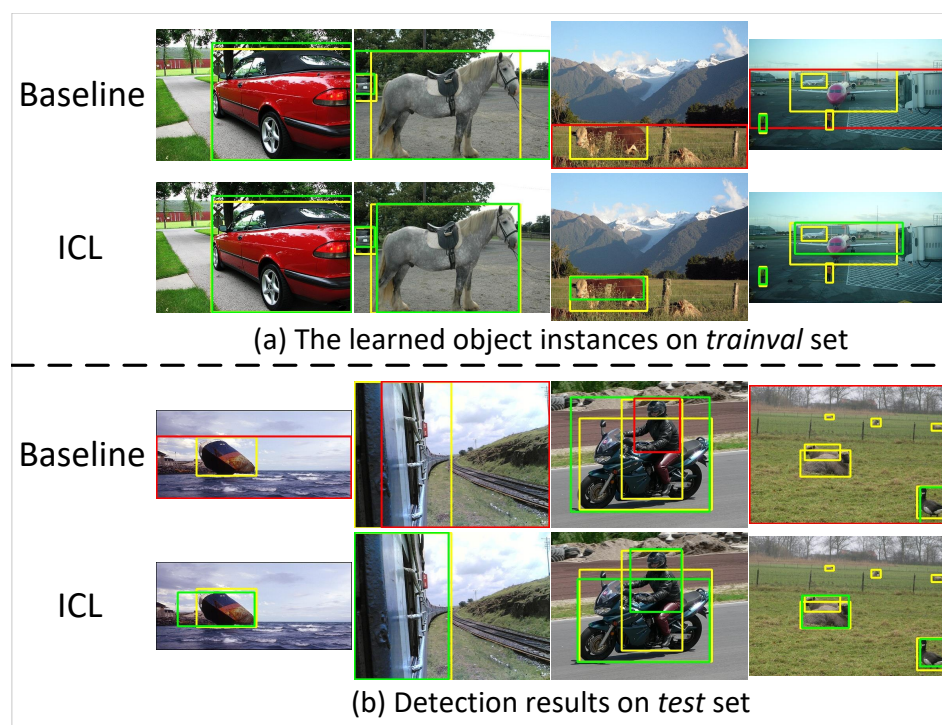 Baseline
ICL
(a) The learned object instances on trainval set
Baseline
ICL
(b) Detection results on test set